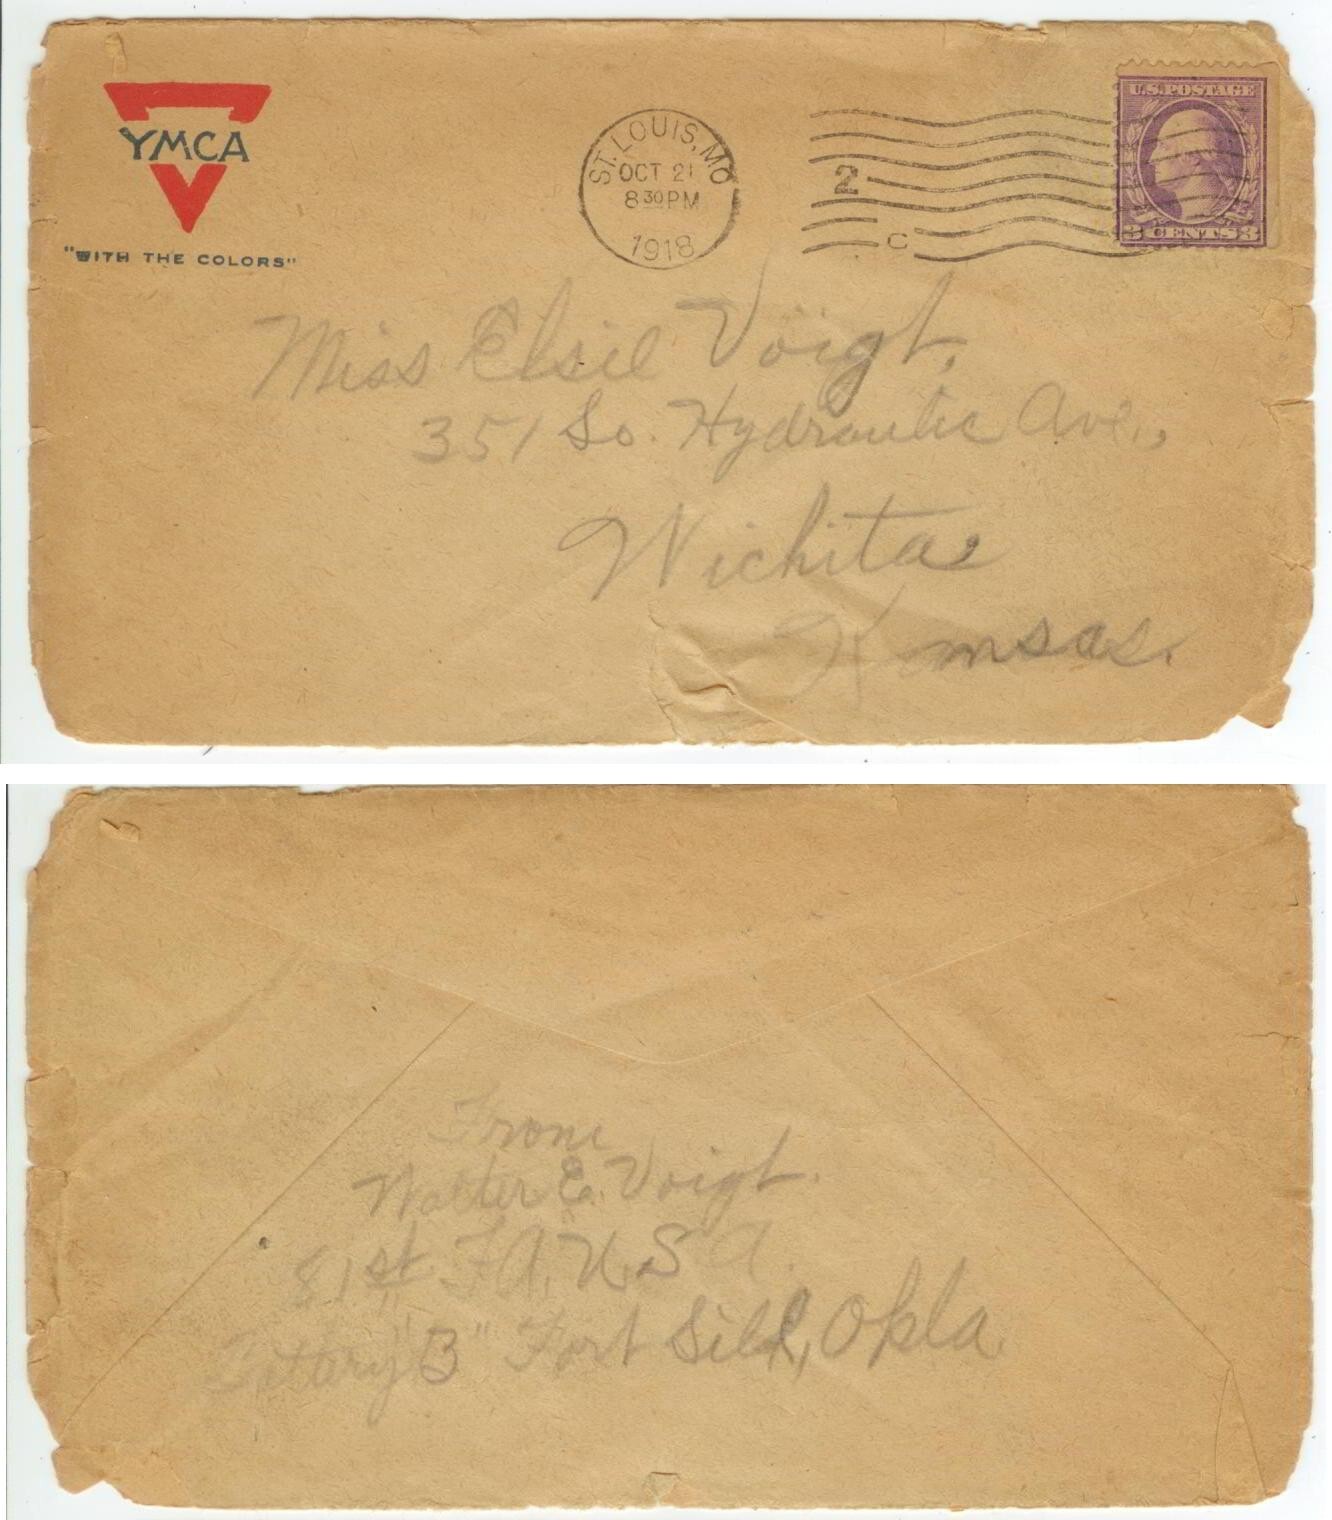 YMCA
"WITH THE COLORS"
ST. LOUIS, MO
OCT 21
8 30 PM
1918
2
C
U.S. POSTAGE
3 CENTS 3
Miss Elsie Voigt,
351 So. Hydraulic Ave.,
Wichita,
Kansas.
From
Walter E. Voigt.
81st F.A. U.S.A.
Battery "B" Fort Sill, Okla